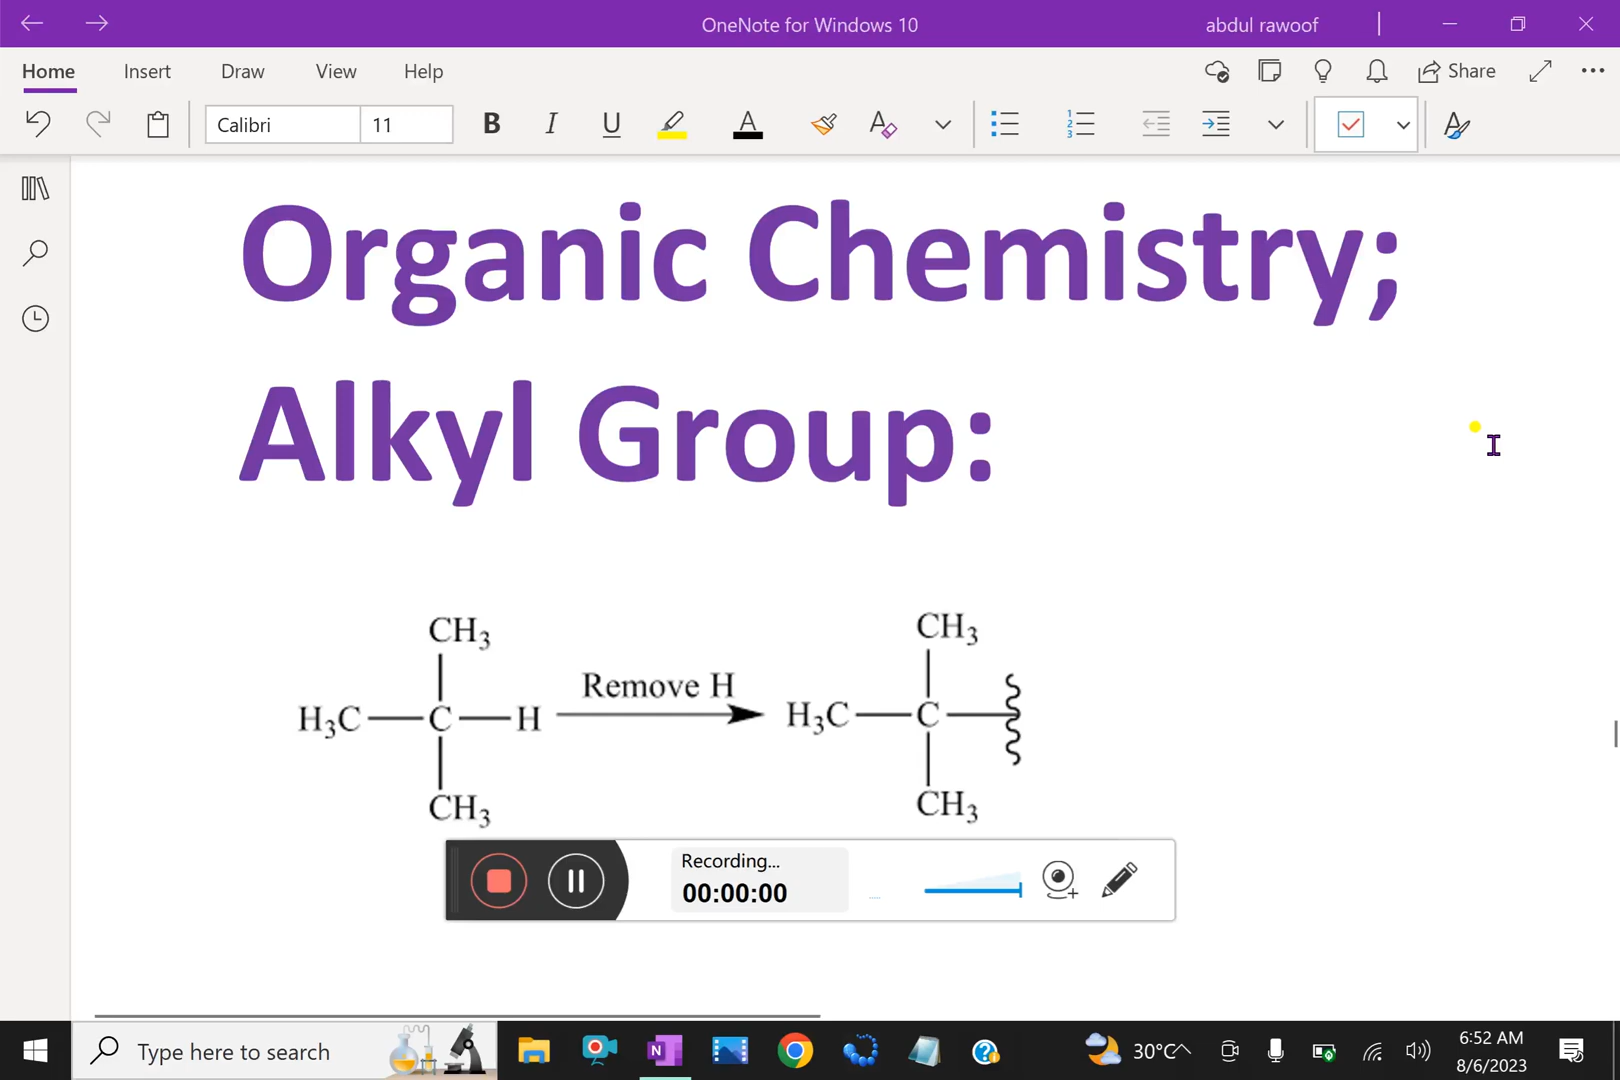 OneNote for Windows 10
abdul rawoof
Home Insert Draw View Help
Share
Calibri 11 B I U A A
Organic Chemistry;
Alkyl Group:
CH3 CH3
Remove H
H3C C H H3C C
CH3 CH3
Recording...
00:00:00
Type here to search
N
30°C
6:52 AM
8/6/2023